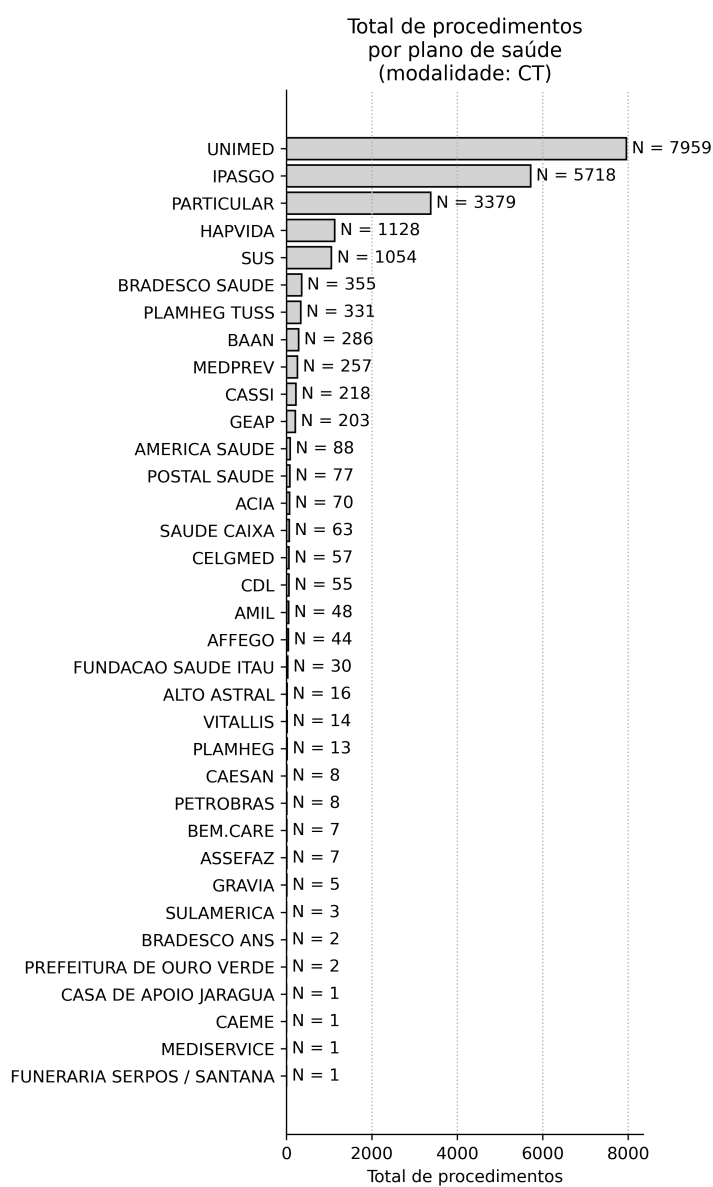 Total de procedimentos
por plano de saúde
(modalidade: CT)
UNIMED N = 7959
IPASGO N = 5718
PARTICULAR N = 3379
HAPVIDA N = 1128
SUS N = 1054
BRADESCO SAUDE N = 355
PLAMHEG TUSS N = 331
BAAN N = 286
MEDPREV N = 257
CASSI N = 218
GEAP N = 203
AMERICA SAUDE N = 88
POSTAL SAUDE N = 77
ACIA N = 70
SAUDE CAIXA N = 63
CELGMED N = 57
CDL N = 55
AMIL N = 48
AFFEGO N = 44
FUNDACAO SAUDE ITAU N = 30
ALTO ASTRAL N = 16
VITALLIS N = 14
PLAMHEG N = 13
CAESAN N = 8
PETROBRAS N = 8
BEM.CARE N = 7
ASSEFAZ N = 7
GRAVIA N = 5
SULAMERICA N = 3
BRADESCO ANS N = 2
PREFEITURA DE OURO VERDE N = 2
CASA DE APOIO JARAGUA N = 1
CAEME N = 1
MEDISERVICE N = 1
FUNERARIA SERPOS / SANTANA N = 1
0 2000 4000 6000 8000
Total de procedimentos